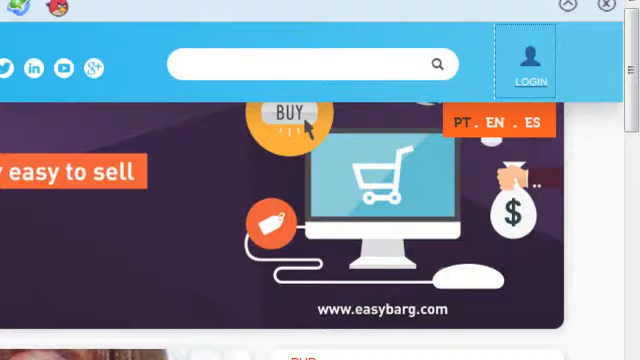 LOGIN
BUY
PT . EN . ES
y easy to sell
$
www.easybarg.com